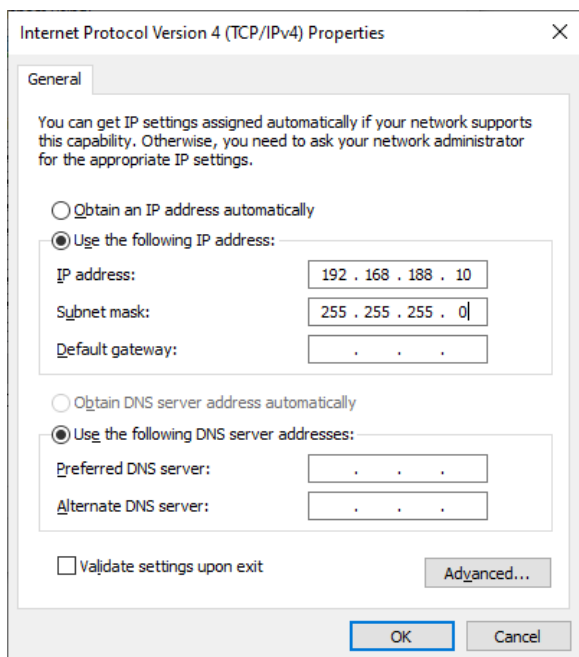 Internet Protocol Version 4 (TCP/IPv4) Properties
General
You can get IP settings assigned automatically if your network supports
this capability. Otherwise, you need to ask your network administrator
for the appropriate IP settings.
Obtain an IP address automatically
Use the following IP address:
IP address: 192 . 168 . 188 . 10
Subnet mask: 255 . 255 . 255 . 0
Default gateway: . . .
Obtain DNS server address automatically
Use the following DNS server addresses:
Preferred DNS server: . . .
Alternate DNS server: . . .
Validate settings upon exit
Advanced...
OK Cancel